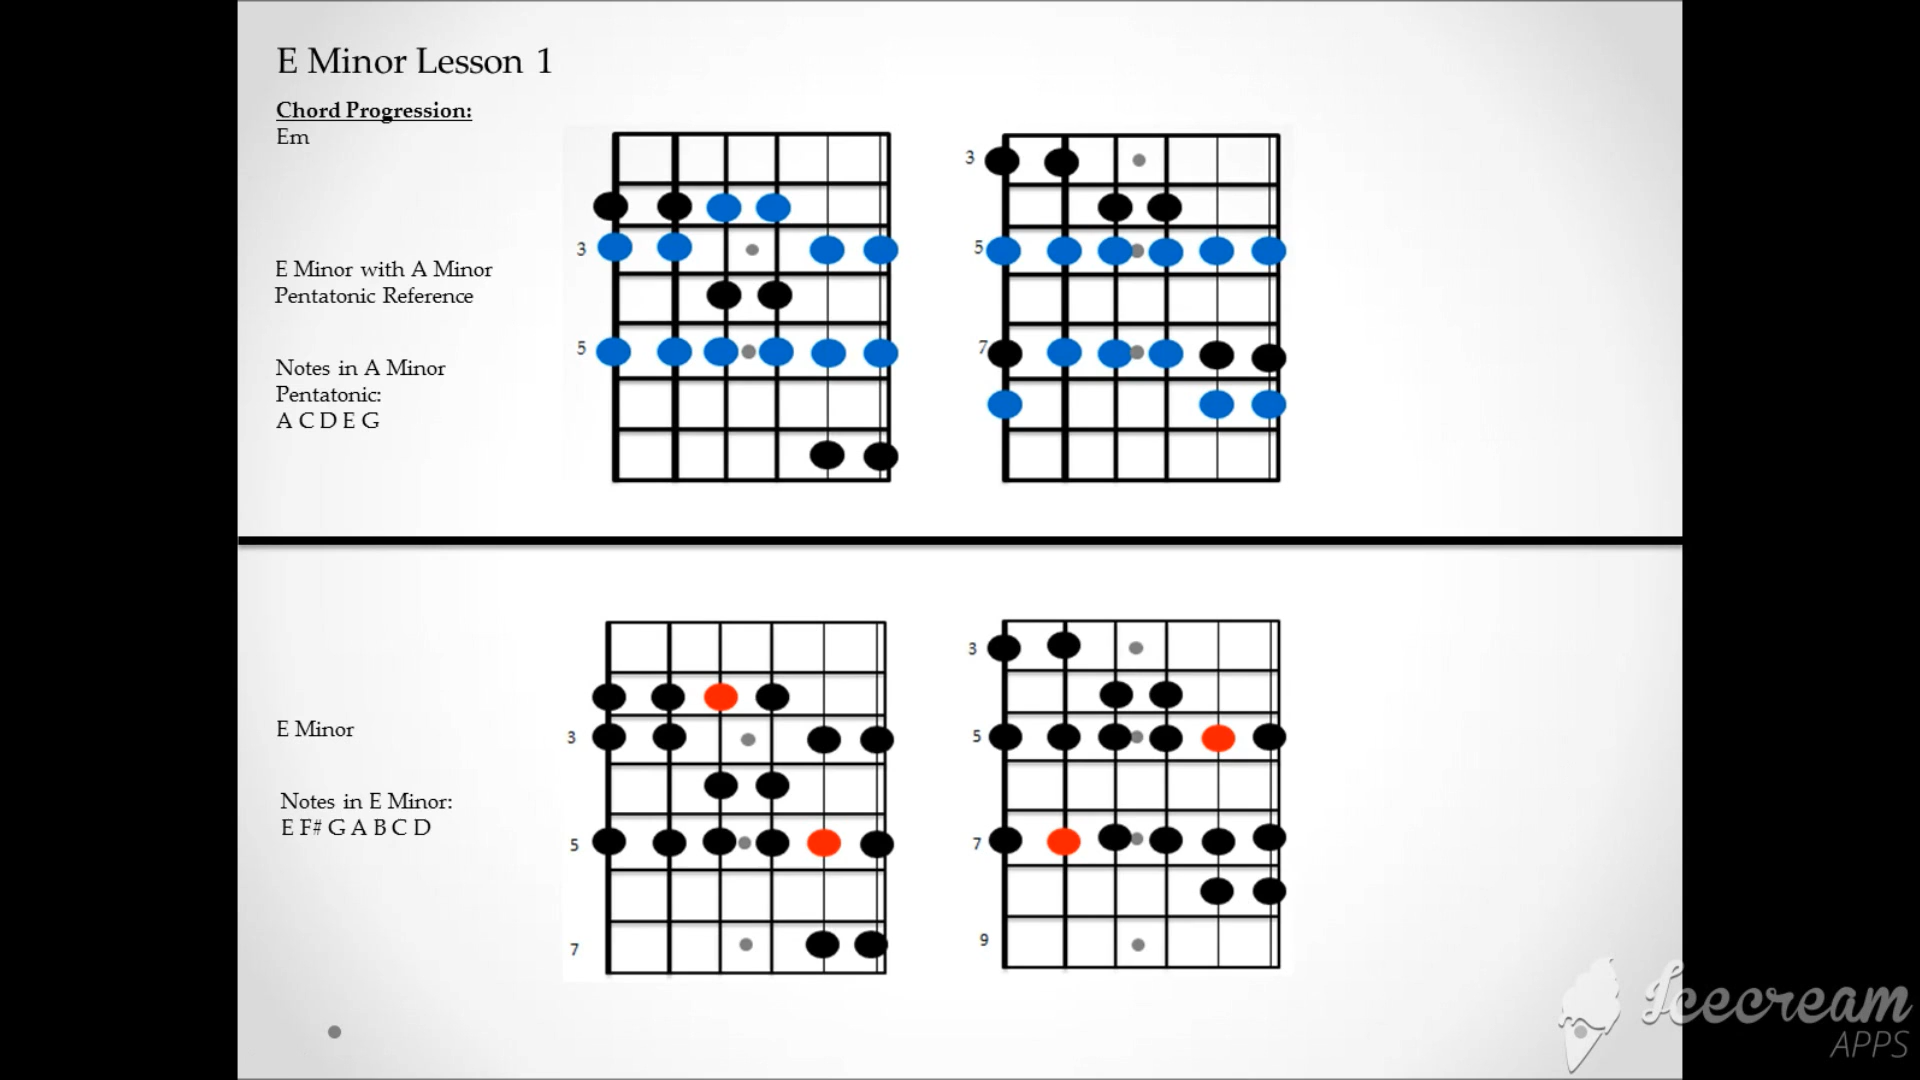 E Minor Lesson 1
Chord Progression:
Em
E Minor with A Minor
Pentatonic Reference
Notes in A Minor
Pentatonic:
A C D E G
3
5
3
5
7
E Minor
Notes in E Minor:
E F# G A B C D
3
5
7
3
5
7
9
Icecream
APPS